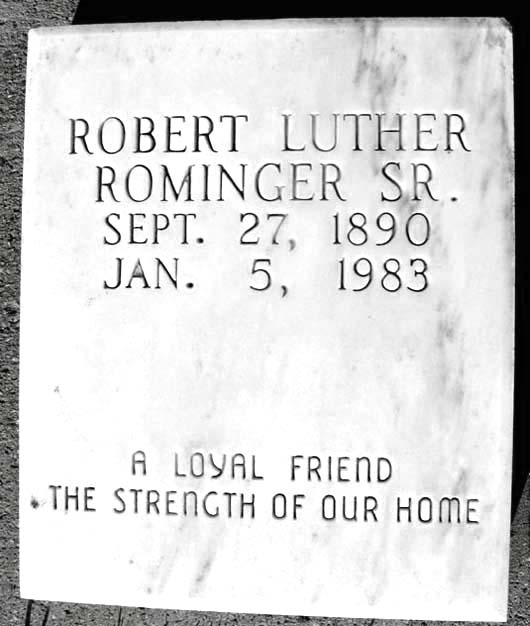 ROBERT LUTHER
ROMINGER SR.
SEPT. 27, 1890
JAN. 5, 1983
A LOYAL FRIEND
THE STRENGTH OF OUR HOME